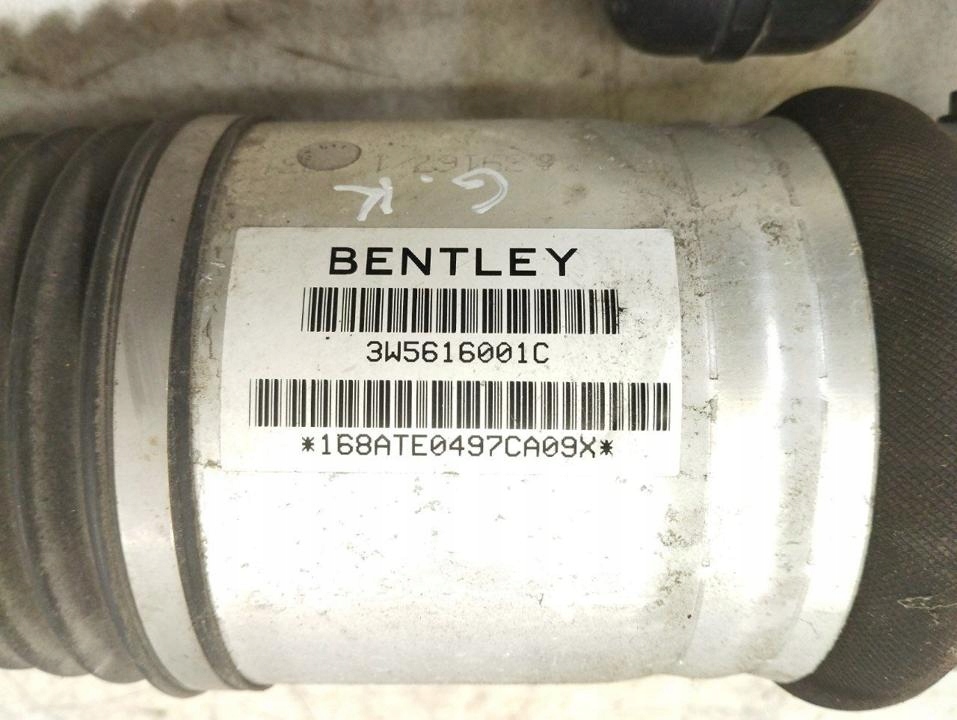 G.K
BENTLEY
3W5616001C
*168ATE0497CA09X*